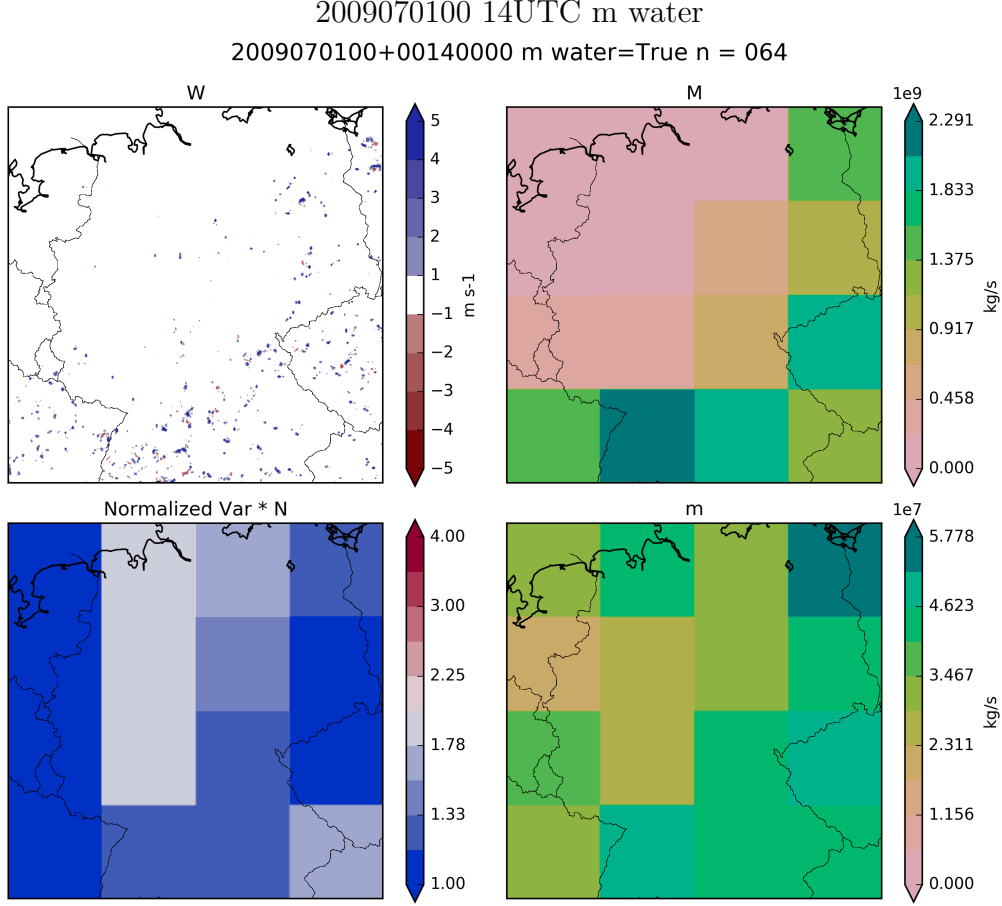 2009070100 14UTC m water
2009070100+00140000 m water=True n = 064
W
5
4
3
2
1
−1
−2
−3
−4
−5
m s-1
M
1e9
2.291
1.833
1.375
0.917
0.458
0.000
kg/s
Normalized Var * N
4.00
3.00
2.25
1.78
1.33
1.00
m
1e7
5.778
4.623
3.467
2.311
1.156
0.000
kg/s